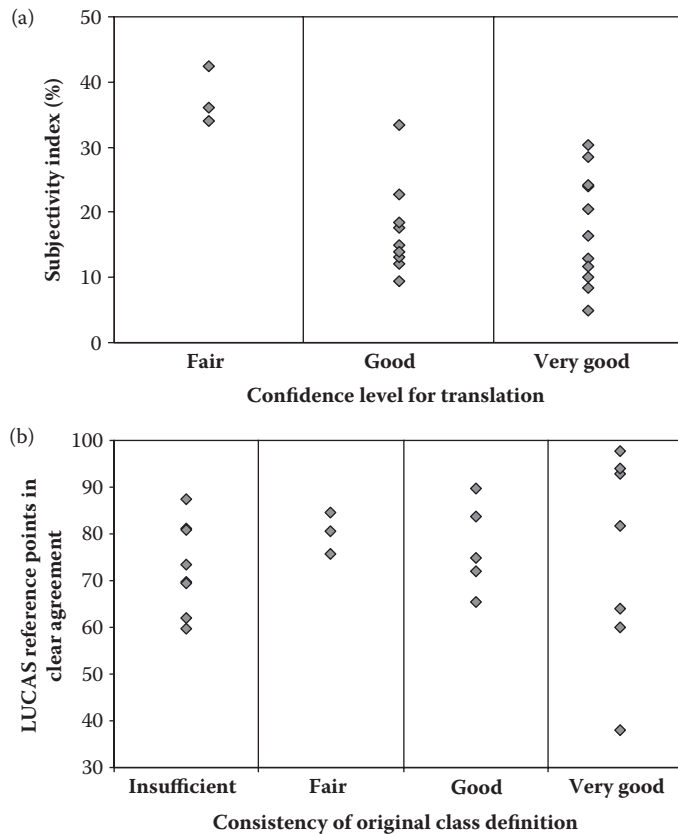 (a)
50
40
30
20
10
0
Subjectivity index (%)
Fair Good Very good
Confidence level for translation
(b)
100
90
80
70
60
50
40
30
LUCAS reference points in
clear agreement
Insufficient Fair Good Very good
Consistency of original class definition